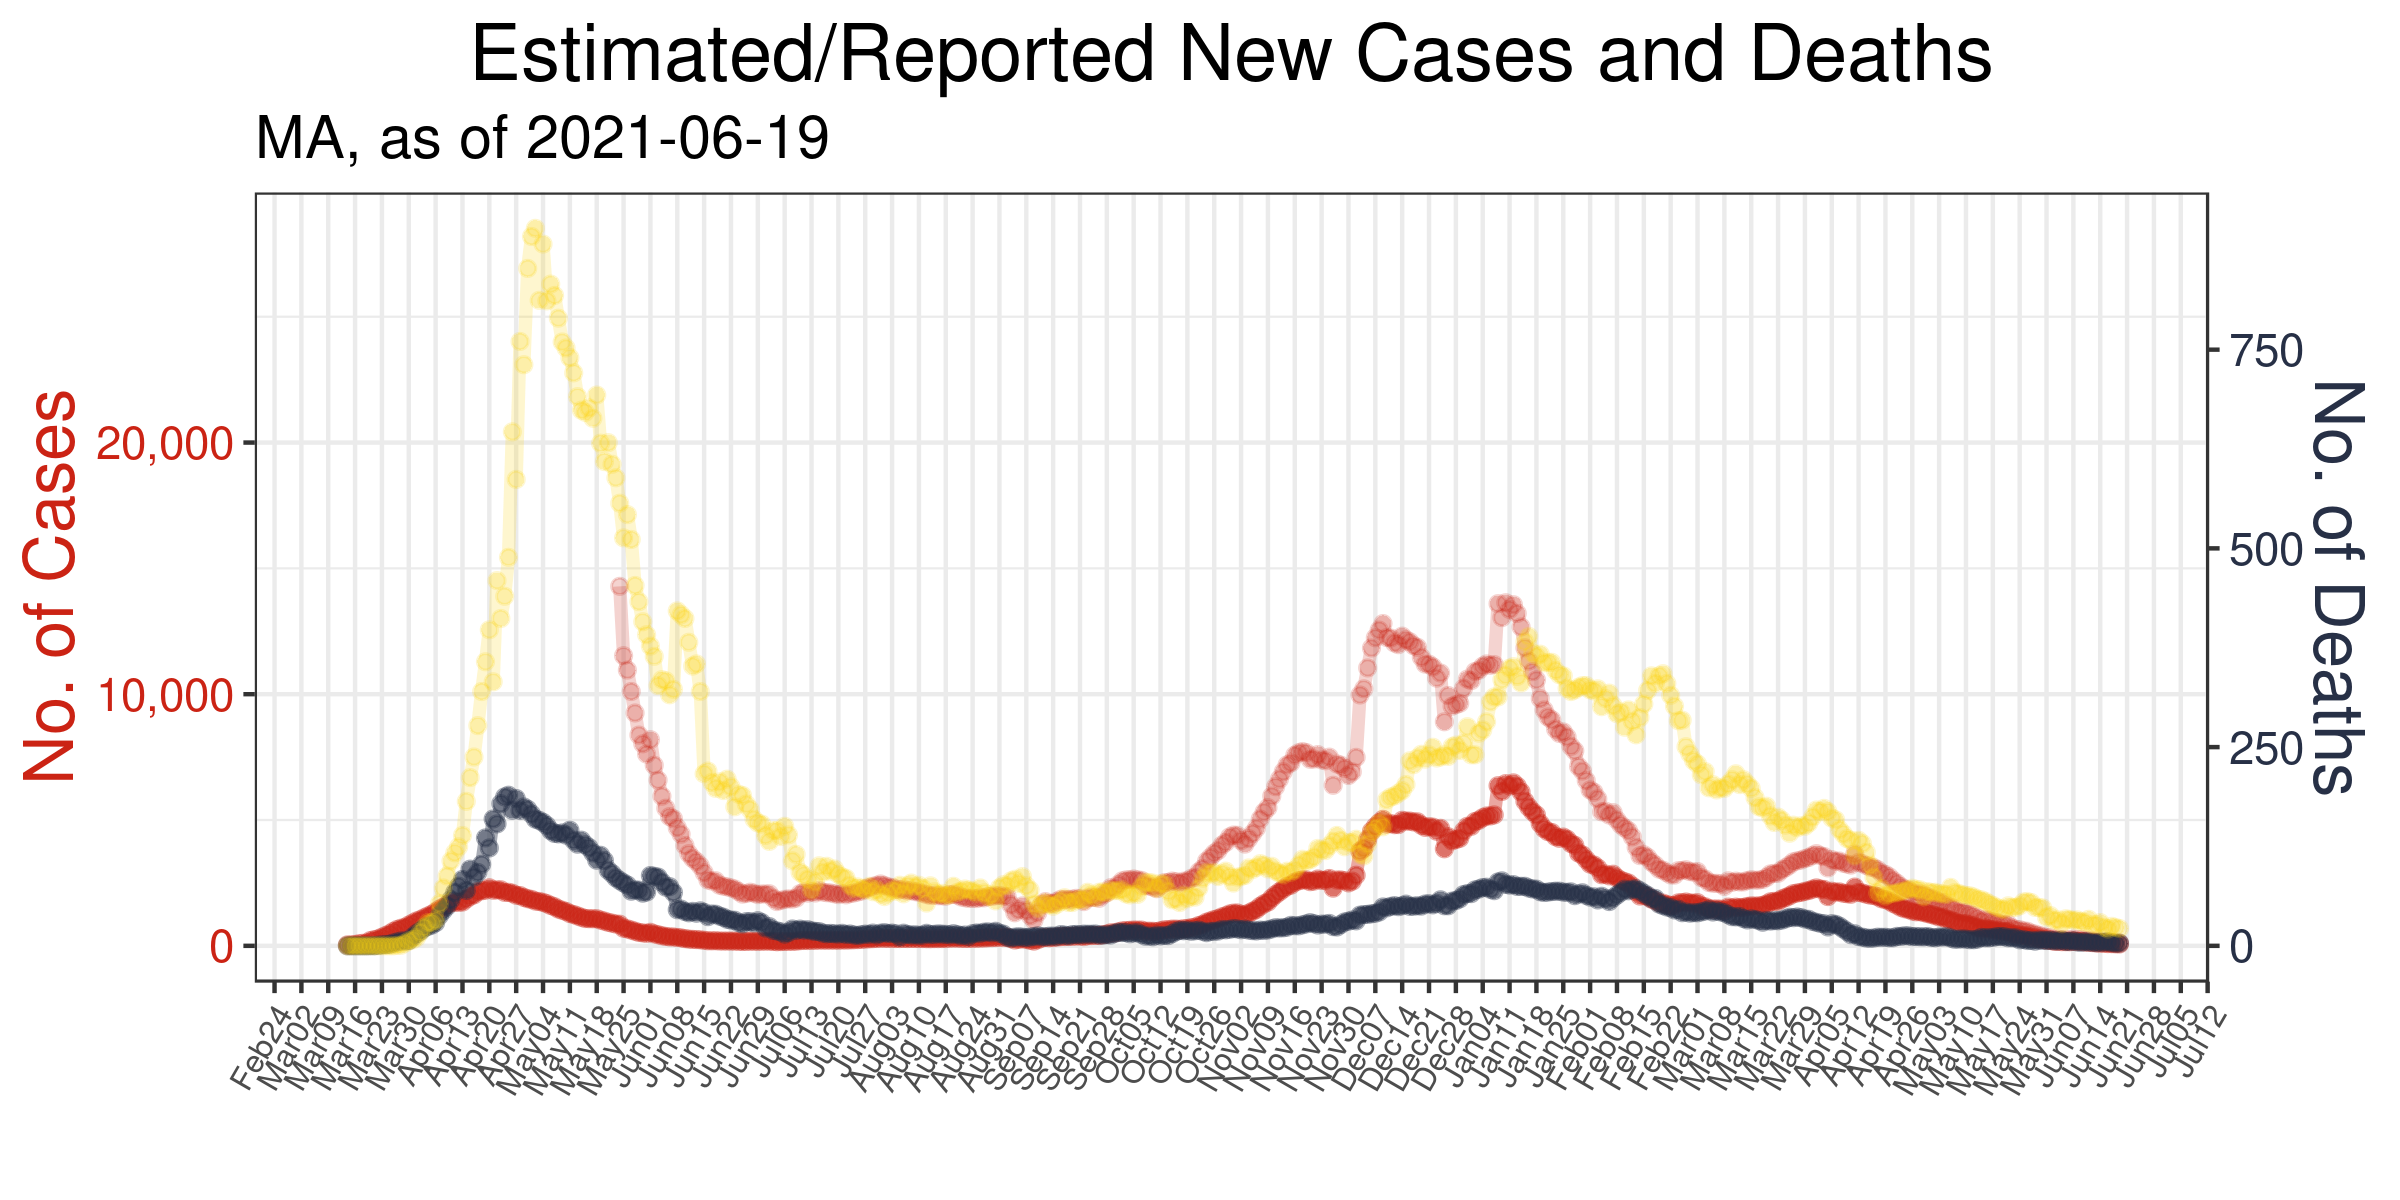 Estimated/Reported New Cases and Deaths
MA, as of 2021-06-19
No. of Cases
20,000
10,000
0
750
500
250
0
No. of Deaths
Feb24
Mar02
Mar09
Mar16
Mar23
Mar30
Apr06
Apr13
Apr20
Apr27
May04
May11
May18
May25
Jun01
Jun08
Jun15
Jun22
Jun29
Jul06
Jul13
Jul20
Jul27
Aug03
Aug10
Aug17
Aug24
Aug31
Sep07
Sep14
Sep21
Sep28
Oct05
Oct12
Oct19
Oct26
Nov02
Nov09
Nov16
Nov23
Nov30
Dec07
Dec14
Dec21
Dec28
Jan04
Jan11
Jan18
Jan25
Feb01
Feb08
Feb15
Feb22
Mar01
Mar08
Mar15
Mar22
Mar29
Apr05
Apr12
Apr19
Apr26
May03
May10
May17
May24
May31
Jun07
Jun14
Jun21
Jun28
Jul05
Jul12